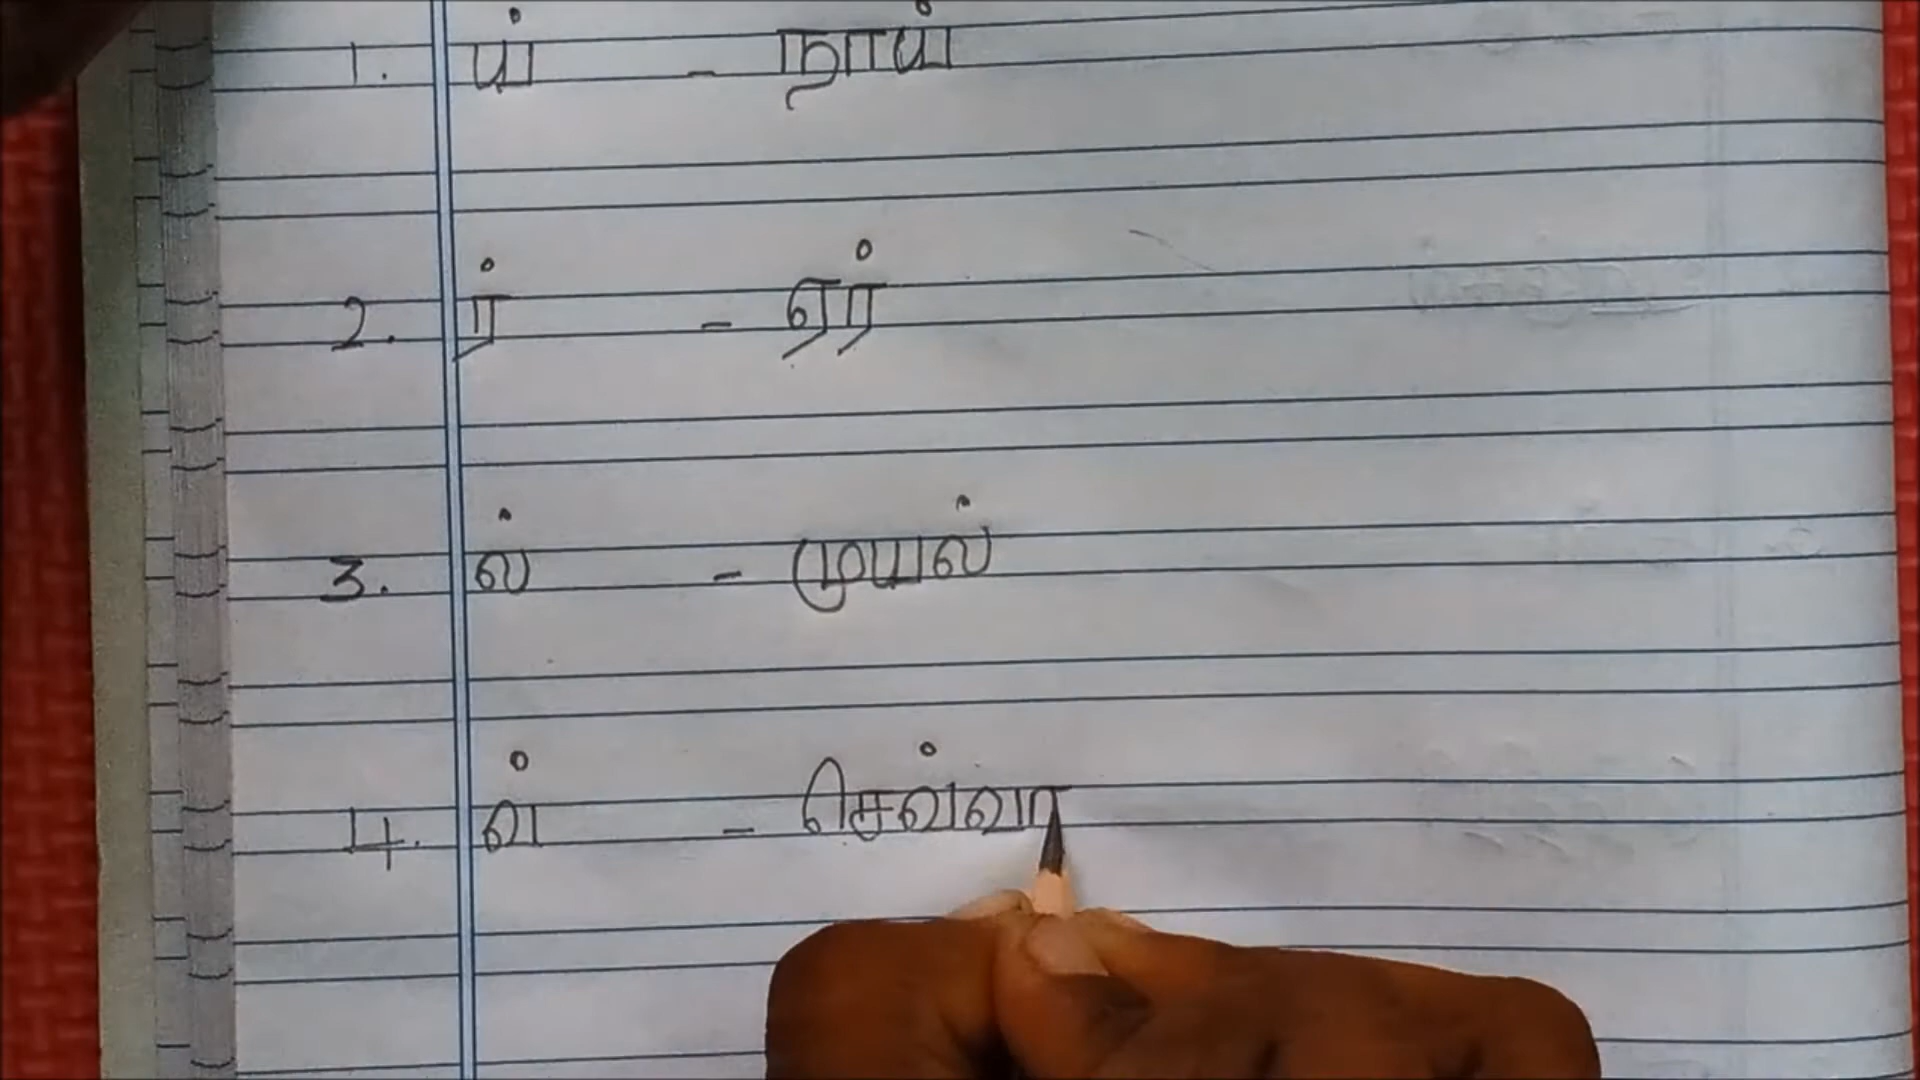 1. ய் - நாய்
2. ர் - ஏர்
3. ல் - முயல்
4. வ் - செவ்வா